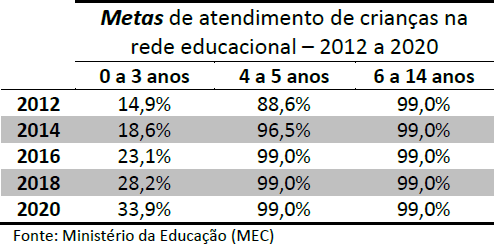 Metas de atendimento de crianças na
rede educacional – 2012 a 2020
0 a 3 anos 4 a 5 anos 6 a 14 anos
2012 14,9% 88,6% 99,0%
2014 18,6% 96,5% 99,0%
2016 23,1% 99,0% 99,0%
2018 28,2% 99,0% 99,0%
2020 33,9% 99,0% 99,0%
Fonte: Ministério da Educação (MEC)